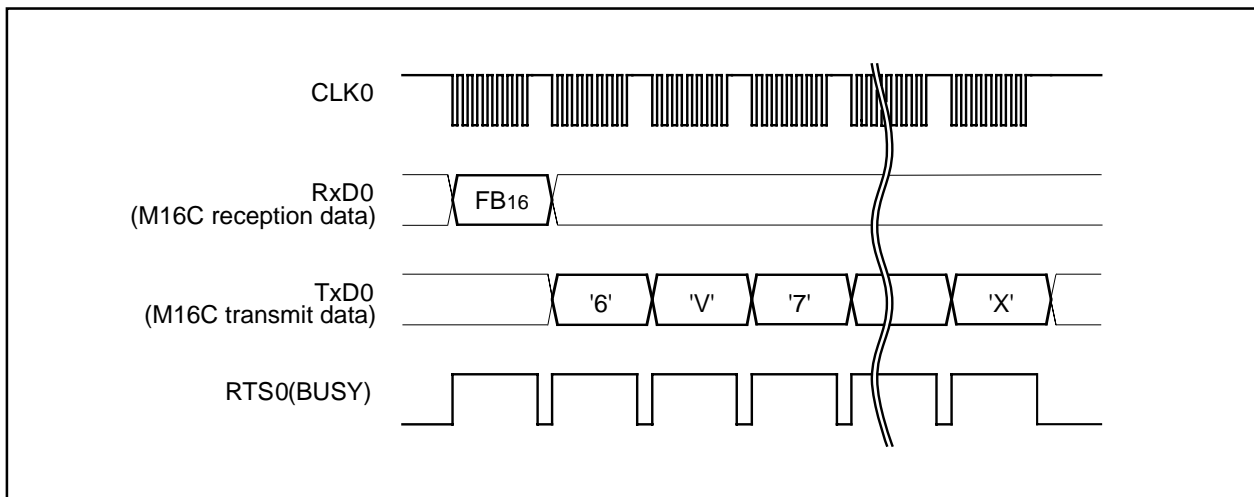 CLK0
RxD0
(M16C reception data)
FB16
TxD0
(M16C transmit data)
'6' 'V' '7' 'X'
RTS0(BUSY)